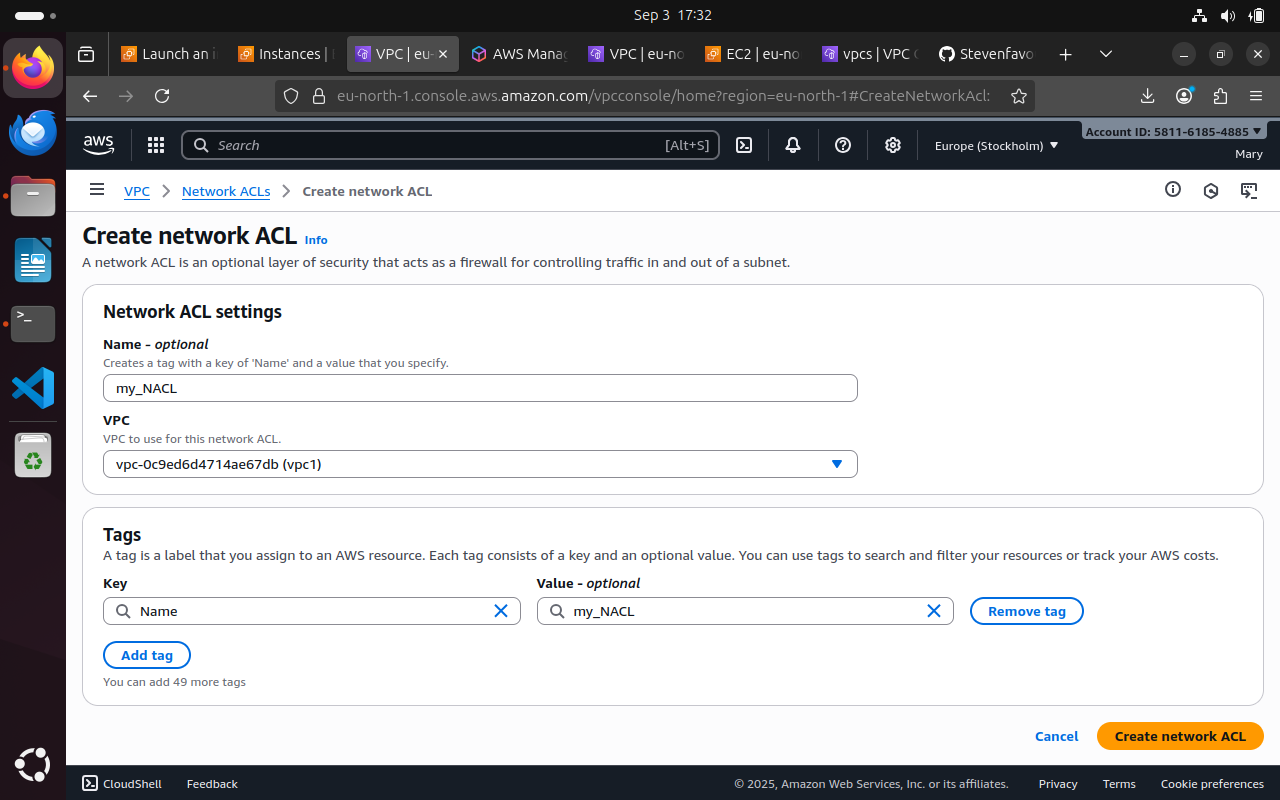 Sep 3 17:32
Launch an i
Instances |
VPC | eu-
AWS Mana
VPC | eu-no
EC2 | eu-no
vpcs | VPC
Stevenfavo
eu-north-1.console.aws.amazon.com/vpcconsole/home?region=eu-north-1#CreateNetworkAcl:
aws
Search
[Alt+S]
Europe (Stockholm)
Account ID: 5811-6185-4885
Mary
VPC
Network ACLs
Create network ACL
Create network ACL Info
A network ACL is an optional layer of security that acts as a firewall for controlling traffic in and out of a subnet.
Network ACL settings
Name - optional
Creates a tag with a key of 'Name' and a value that you specify.
my_NACL
VPC
VPC to use for this network ACL.
vpc-0c9ed6d4714ae67db (vpc1)
Tags
A tag is a label that you assign to an AWS resource. Each tag consists of a key and an optional value. You can use tags to search and filter your resources or track your AWS costs.
Key
Value - optional
Name
my_NACL
Remove tag
Add tag
You can add 49 more tags
Cancel
Create network ACL
CloudShell
Feedback
© 2025, Amazon Web Services, Inc. or its affiliates.
Privacy
Terms
Cookie preferences